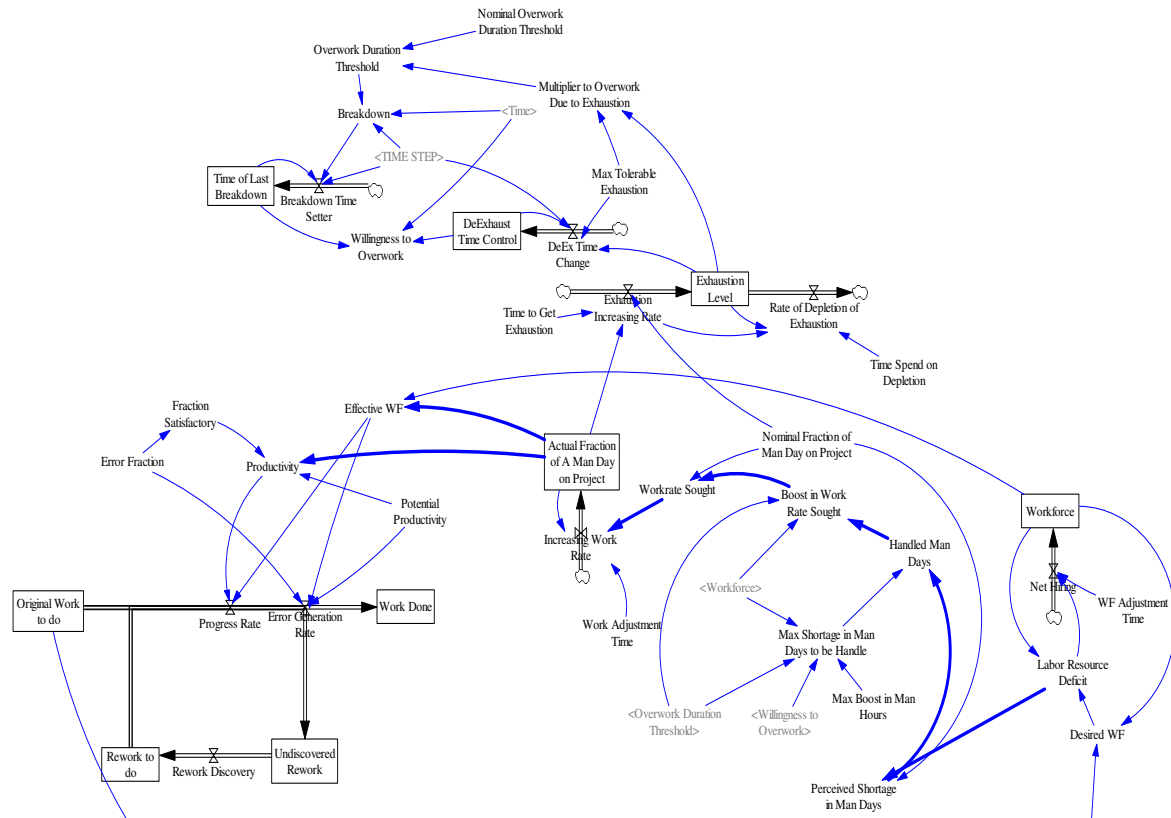 Nominal Overwork
Duration Threshold
Overwork Duration
Threshold
Multiplier to Overwork
Due to Exhaustion
Breakdown
<Time>
<TIME STEP>
Time of Last
Breakdown
Breakdown Time
Setter
Max Tolerable
Exhaustion
DeExhaust
Time Control
Willingness to
Overwork
DeEx Time
Change
Exhaustion
Level
Time to Get
Exhaustion
Exhaustion
Increasing Rate
Rate of Depletion of
Exhaustion
Time Spend on
Depletion
Fraction
Satisfactory
Effective WF
Error Fraction
Productivity
Actual Fraction
of A Man Day
on Project
Nominal Fraction of
Man Day on Project
Workrate Sought
Boost in Work
Rate Sought
Potential
Productivity
Workforce
Increasing Work
Rate
Handled Man
Days
<Workforce>
Net Hiring
WF Adjustment
Time
Original Work
to do
Progress Rate
Error Generation
Rate
Work Done
Work Adjustment
Time
Max Shortage in Man
Days to be Handle
Labor Resource
Deficit
Max Boost in Man
Hours
<Overwork Duration
Threshold>
<Willingness to
Overwork>
Desired WF
Rework to
do
Rework Discovery
Undiscovered
Rework
Perceived Shortage
in Man Days